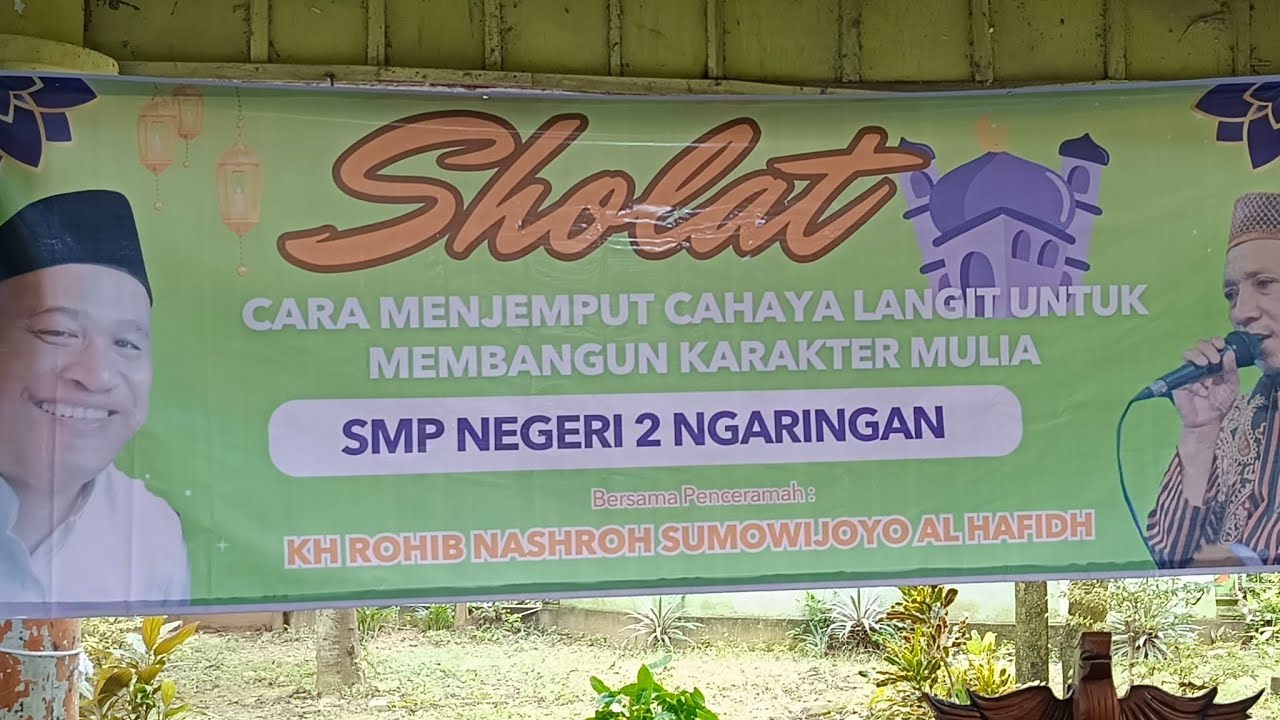 Sholat
CARA MENJEMPUT CAHAYA LANGIT UNTUK
MEMBANGUN KARAKTER MULIA
SMP NEGERI 2 NGARINGAN
Bersama Penceramah :
KH ROHIB NASHROH SUMOWIJOYO AL HAFIDH